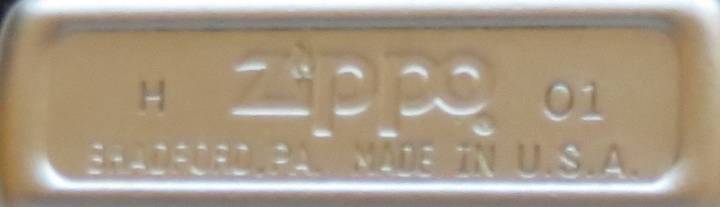 H Zippo® 01
BRADFORD,PA. MADE IN U.S.A.